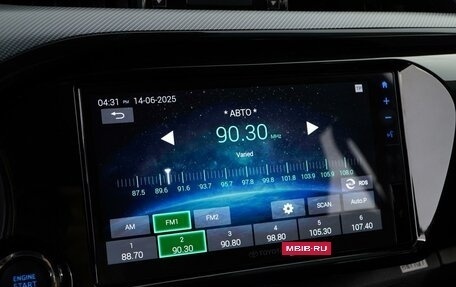 04:31 PM 14-06-2025
* АВТО *
90.30 MHz
Varied
87.5 89.6 91.6 93.7 95.7 97.8 99.8 101.8 103.9 105.9 108.0
RDS
AM FM1 FM2 SCAN Auto.P
1 2 3 4 5 6
88.70 90.30 90.80 98.80 105.30 107.40
MIBIB.RU
ENGINE
START